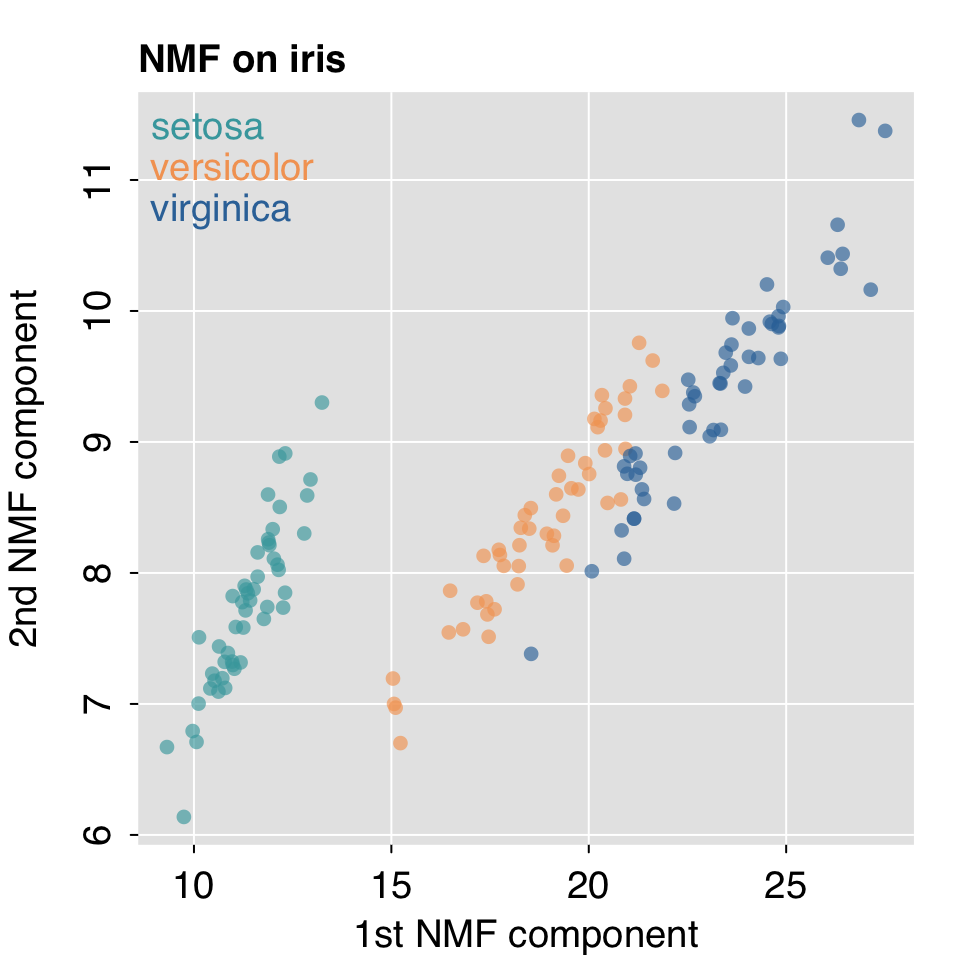 NMF on iris
setosa
versicolor
virginica
11
10
9
8
7
6
2nd NMF component
10 15 20 25
1st NMF component